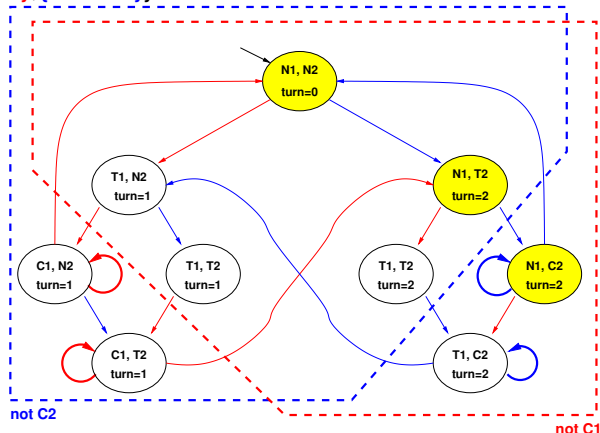 N1, N2
turn=0
T1, N2
turn=1
N1, T2
turn=2
C1, N2
turn=1
T1, T2
turn=1
T1, T2
turn=2
N1, C2
turn=2
C1, T2
turn=1
T1, C2
turn=2
not C2
not C1